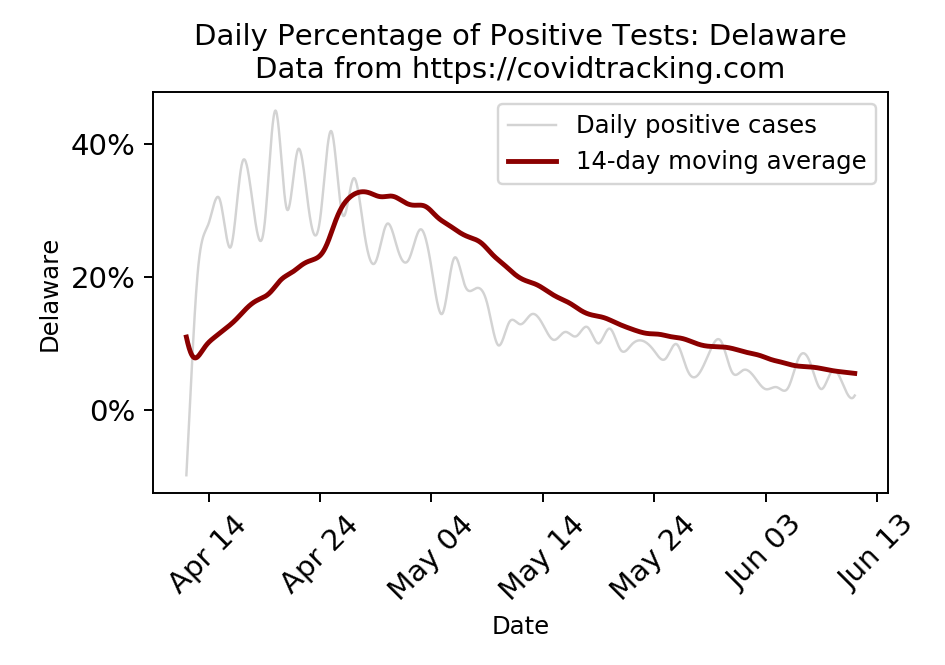 Daily Percentage of Positive Tests: Delaware
Data from https://covidtracking.com
Daily positive cases
14-day moving average
40%
20%
0%
Delaware
Apr 14
Apr 24
May 04
May 14
May 24
Jun 03
Jun 13
Date